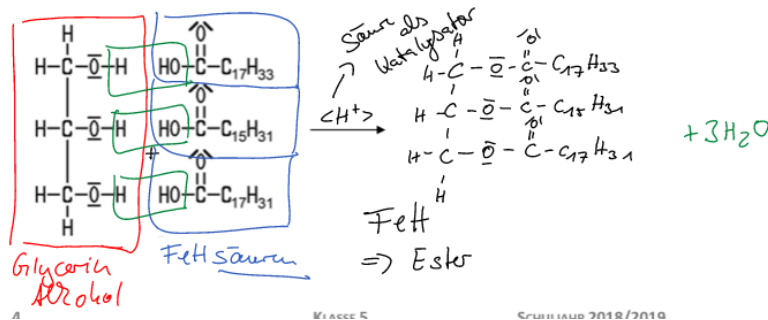 Säure als
Katalysator
H
H–C–O–H HO–C–C17H33
O
H–C–O–H HO–C–C15H31
O
+
H–C–O–H HO–C–C17H31
O
H
<H+>
H
H–C–O–C–C17H33
O
H–C–O–C–C15H31
O
H–C–O–C–C17H31
O
H
+3H2O
Glycerin
Alkohol
Fettsäuren
Fett
=> Ester
4 KLASSE 5 SCHULJAHR 2018/2019